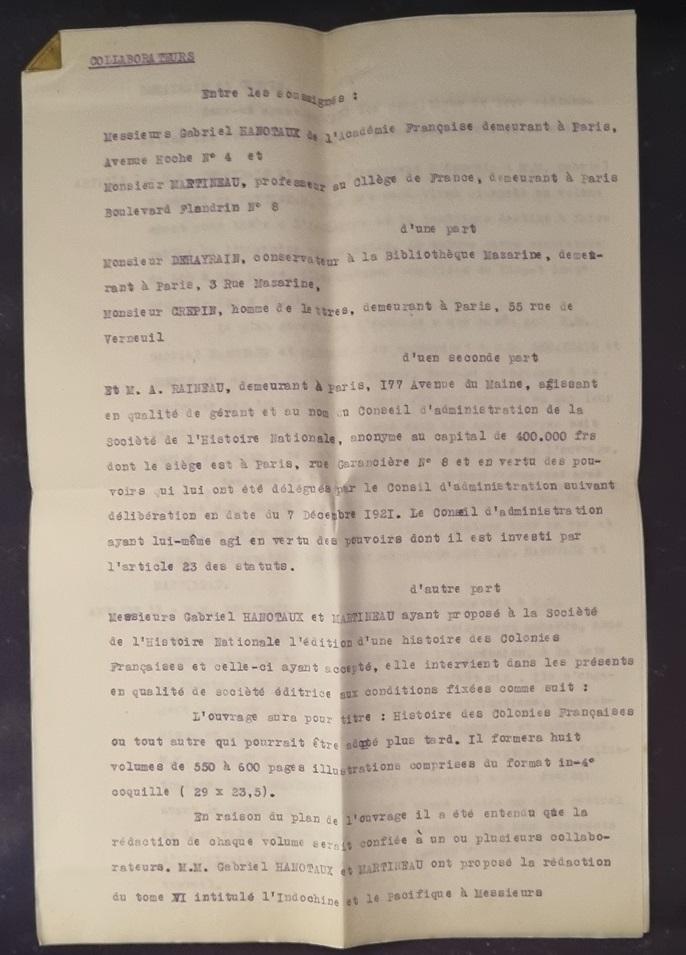 COLLABORATEURS
Entre les soussignés :
Messieurs Gabriel HANOTAUX de l'Académie Française demeurant à Paris,
Avenue Hoche N° 4 et
Monsieur MARTINEAU, professeur au Cllège de France, demeurant à Paris
Boulevard Flandrin N° 8
d'une part
Monsieur DEHAYRAIN, conservateur à la Bibliothèque Mazarine, demeu-
rant à Paris, 3 Rue Mazarine,
Monsieur CREPIN, homme de lettres, demeurant à Paris, 55 rue de
Verneuil
d'uen seconde part
Et M. A. RAINEAU, demeurant à paris, 177 Avenue du Maine, agissant
en qualité de gérant et au nom du Conseil d'administration de la
Société de l'Histoire Nationale, anonyme au capital de 400.000 frs
dont le siège est à Paris, rue Garancière N° 8 et en vertu des pou-
voirs qui lui ont été délégués par le Consil d'administration suivant
délibération en date du 7 Décembre 1921. Le Conseil d'administration
ayant lui-même agi en vertu des pouvoirs dont il est investi par
l'article 23 des statuts.
d'autre part
Messieurs Gabriel HANOTAUX et MARTINEAU ayant proposé à la Société
de l'Histoire Nationale l'édition d'une histoire des Colonies
Françaises et celle-ci ayant accepté, elle intervient dans les présents
en qualité de société éditrice aux conditions fixées comme suit :
L'ouvrage aura pour titre : Histoire des Colonies Françaises
ou tout autre qui pourrait être adopté plus tard. Il formera huit
volumes de 550 à 600 pages illustrations comprises du format in-4°
coquille ( 29 x 23,5).
En raison du plan de l'ouvrage il a été entendu que la
rédaction de chaque volume serait confiée à un ou plusieurs collabo-
rateurs. M.M. Gabriel HANOTAUX et MARTINEAU ont proposé la rédaction
du tome VI intitulé l'Indochine et le Pacifique à Messieurs